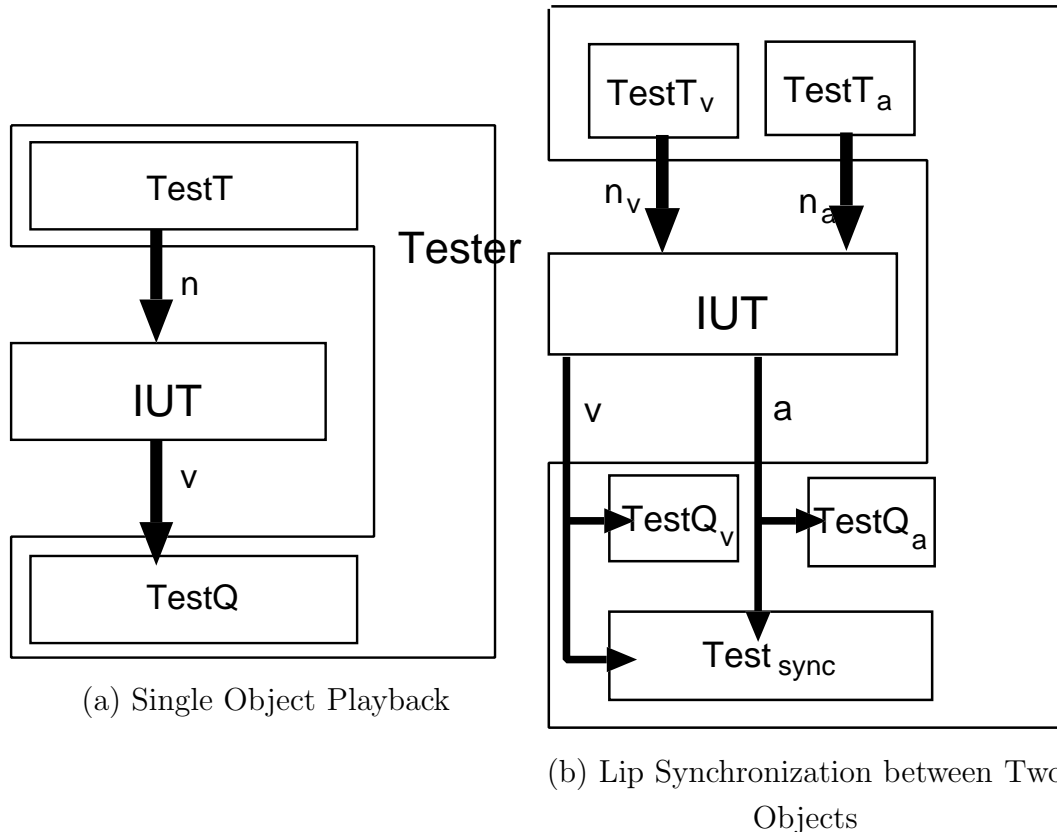 TestT
Tester
n
IUT
v
TestQ
(a) Single Object Playback
TestT_v
TestT_a
n_v
n_a
IUT
v
a
TestQ_v
TestQ_a
Test_sync
(b) Lip Synchronization between Two
Objects